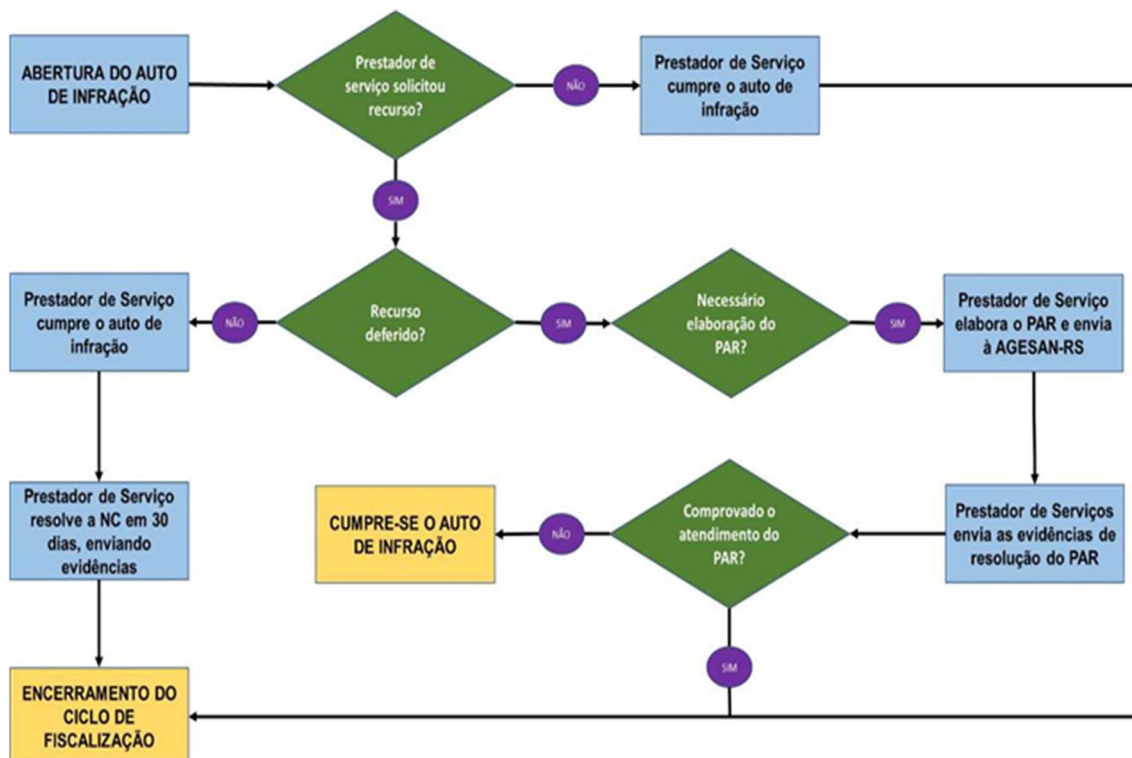 ABERTURA DO AUTO
DE INFRAÇÃO
Prestador de
serviço solicitou
recurso?
NÃO
Prestador de Serviço
cumpre o auto de
infração
SIM
Prestador de Serviço
cumpre o auto de
infração
NÃO
Recurso
deferido?
SIM
Necessário
elaboração do
PAR?
SIM
Prestador de Serviço
elabora o PAR e envia
à AGESAN-RS
Prestador de Serviço
resolve a NC em 30
dias, enviando
evidências
CUMPRE-SE O AUTO
DE INFRAÇÃO
NÃO
Comprovado o
atendimento do
PAR?
Prestador de Serviços
envia as evidências de
resolução do PAR
SIM
ENCERRAMENTO DO
CICLO DE
FISCALIZAÇÃO